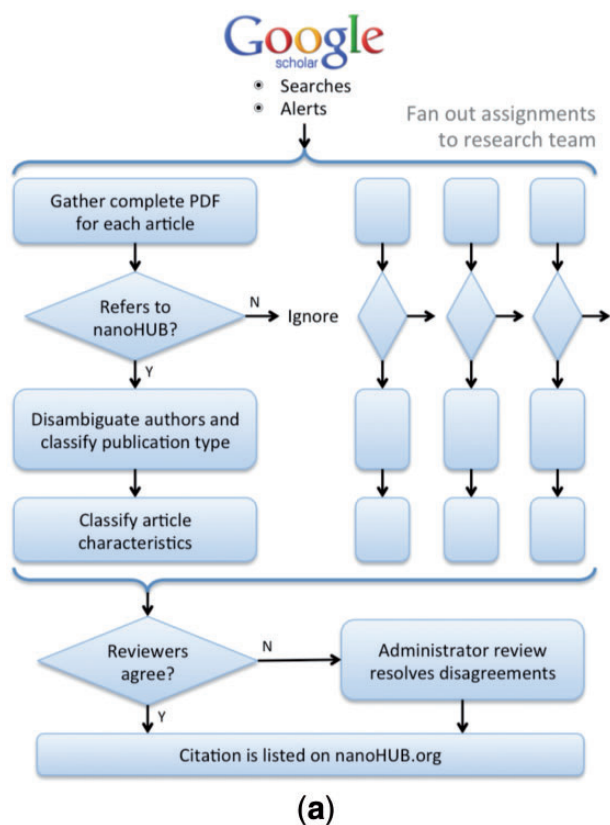 Google
scholar
Searches
Alerts
Fan out assignments
to research team
Gather complete PDF
for each article
Refers to
nanoHUB?
N
Ignore
Y
Disambiguate authors and
classify publication type
Classify article
characteristics
Reviewers
agree?
N
Administrator review
resolves disagreements
Y
Citation is listed on nanoHUB.org
(a)